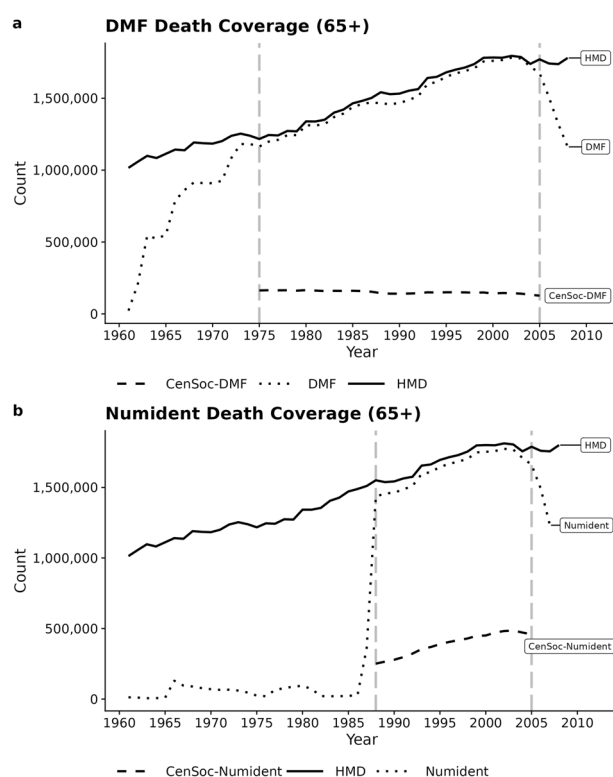 a
DMF Death Coverage (65+)
HMD
1,500,000
DMF
1,000,000
Count
500,000
CenSoc-DMF
0
1960 1965 1970 1975 1980 1985 1990 1995 2000 2005 2010
Year
CenSoc-DMF DMF HMD
b
Numident Death Coverage (65+)
HMD
1,500,000
Numident
1,000,000
Count
500,000
CenSoc-Numident
0
1960 1965 1970 1975 1980 1985 1990 1995 2000 2005 2010
Year
CenSoc-Numident HMD Numident